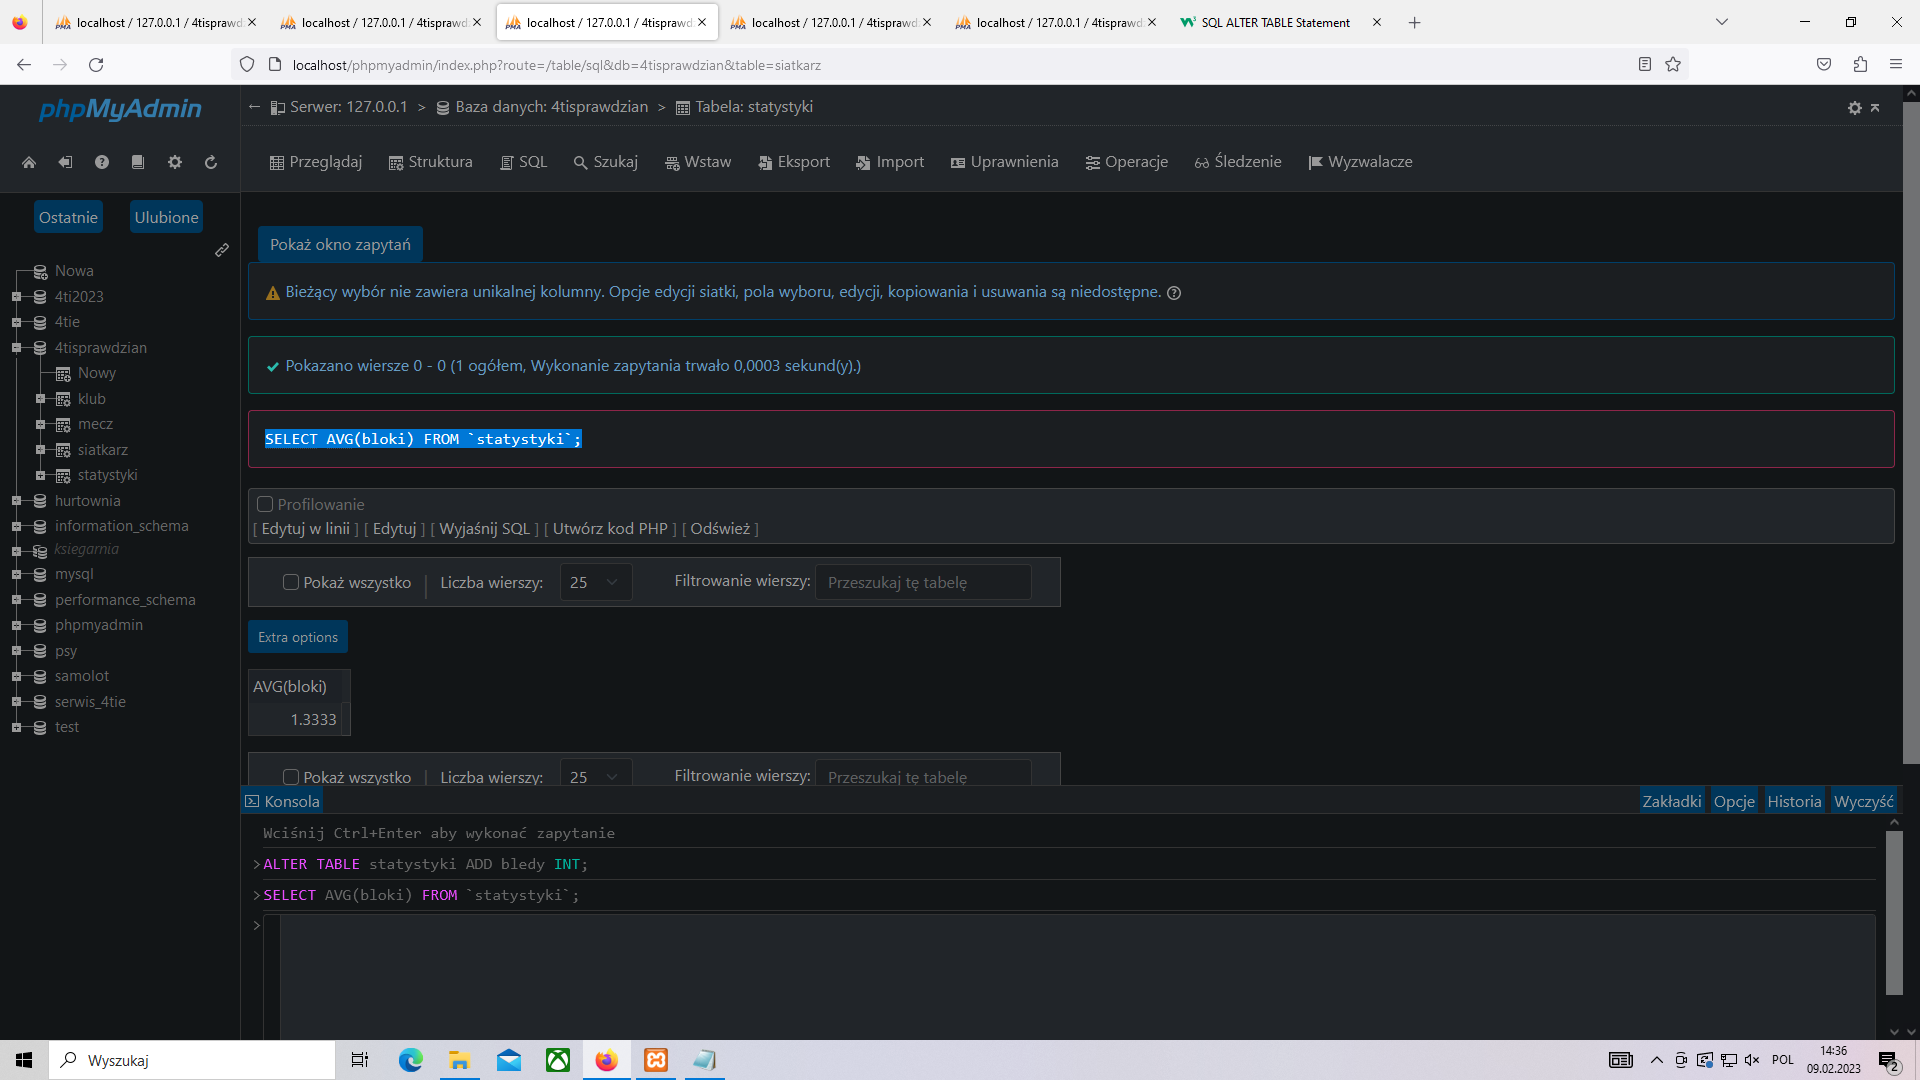 localhost / 127.0.0.1 / 4tisprawdz
localhost / 127.0.0.1 / 4tisprawdz
localhost / 127.0.0.1 / 4tisprawd
localhost / 127.0.0.1 / 4tisprawdz
localhost / 127.0.0.1 / 4tisprawdz
SQL ALTER TABLE Statement
localhost/phpmyadmin/index.php?route=/table/sql&db=4tisprawdzian&table=siatkarz
phpMyAdmin
Ostatnie
Ulubione
Nowa
4ti2023
4tie
4tisprawdzian
Nowy
klub
mecz
siatkarz
statystyki
hurtownia
information_schema
ksiegarnia
mysql
performance_schema
phpmyadmin
psy
samolot
serwis_4tie
test
Serwer: 127.0.0.1 > Baza danych: 4tisprawdzian > Tabela: statystyki
Przeglądaj Struktura SQL Szukaj Wstaw Eksport Import Uprawnienia Operacje Śledzenie Wyzwalacze
Pokaż okno zapytań
Bieżący wybór nie zawiera unikalnej kolumny. Opcje edycji siatki, pola wyboru, edycji, kopiowania i usuwania są niedostępne.
Pokazano wiersze 0 - 0 (1 ogółem, Wykonanie zapytania trwało 0,0003 sekund(y).)
SELECT AVG(bloki) FROM `statystyki`;
Profilowanie
[ Edytuj w linii ] [ Edytuj ] [ Wyjaśnij SQL ] [ Utwórz kod PHP ] [ Odśwież ]
Pokaż wszystko | Liczba wierszy: 25 Filtrowanie wierszy: Przeszukaj tę tabelę
Extra options
AVG(bloki)
1.3333
Pokaż wszystko | Liczba wierszy: 25 Filtrowanie wierszy: Przeszukaj tę tabelę
Konsola
Zakładki Opcje Historia Wyczyść
Wciśnij Ctrl+Enter aby wykonać zapytanie
>ALTER TABLE statystyki ADD bledy INT;
>SELECT AVG(bloki) FROM `statystyki`;
>
Wyszukaj
POL
14:36
09.02.2023
2